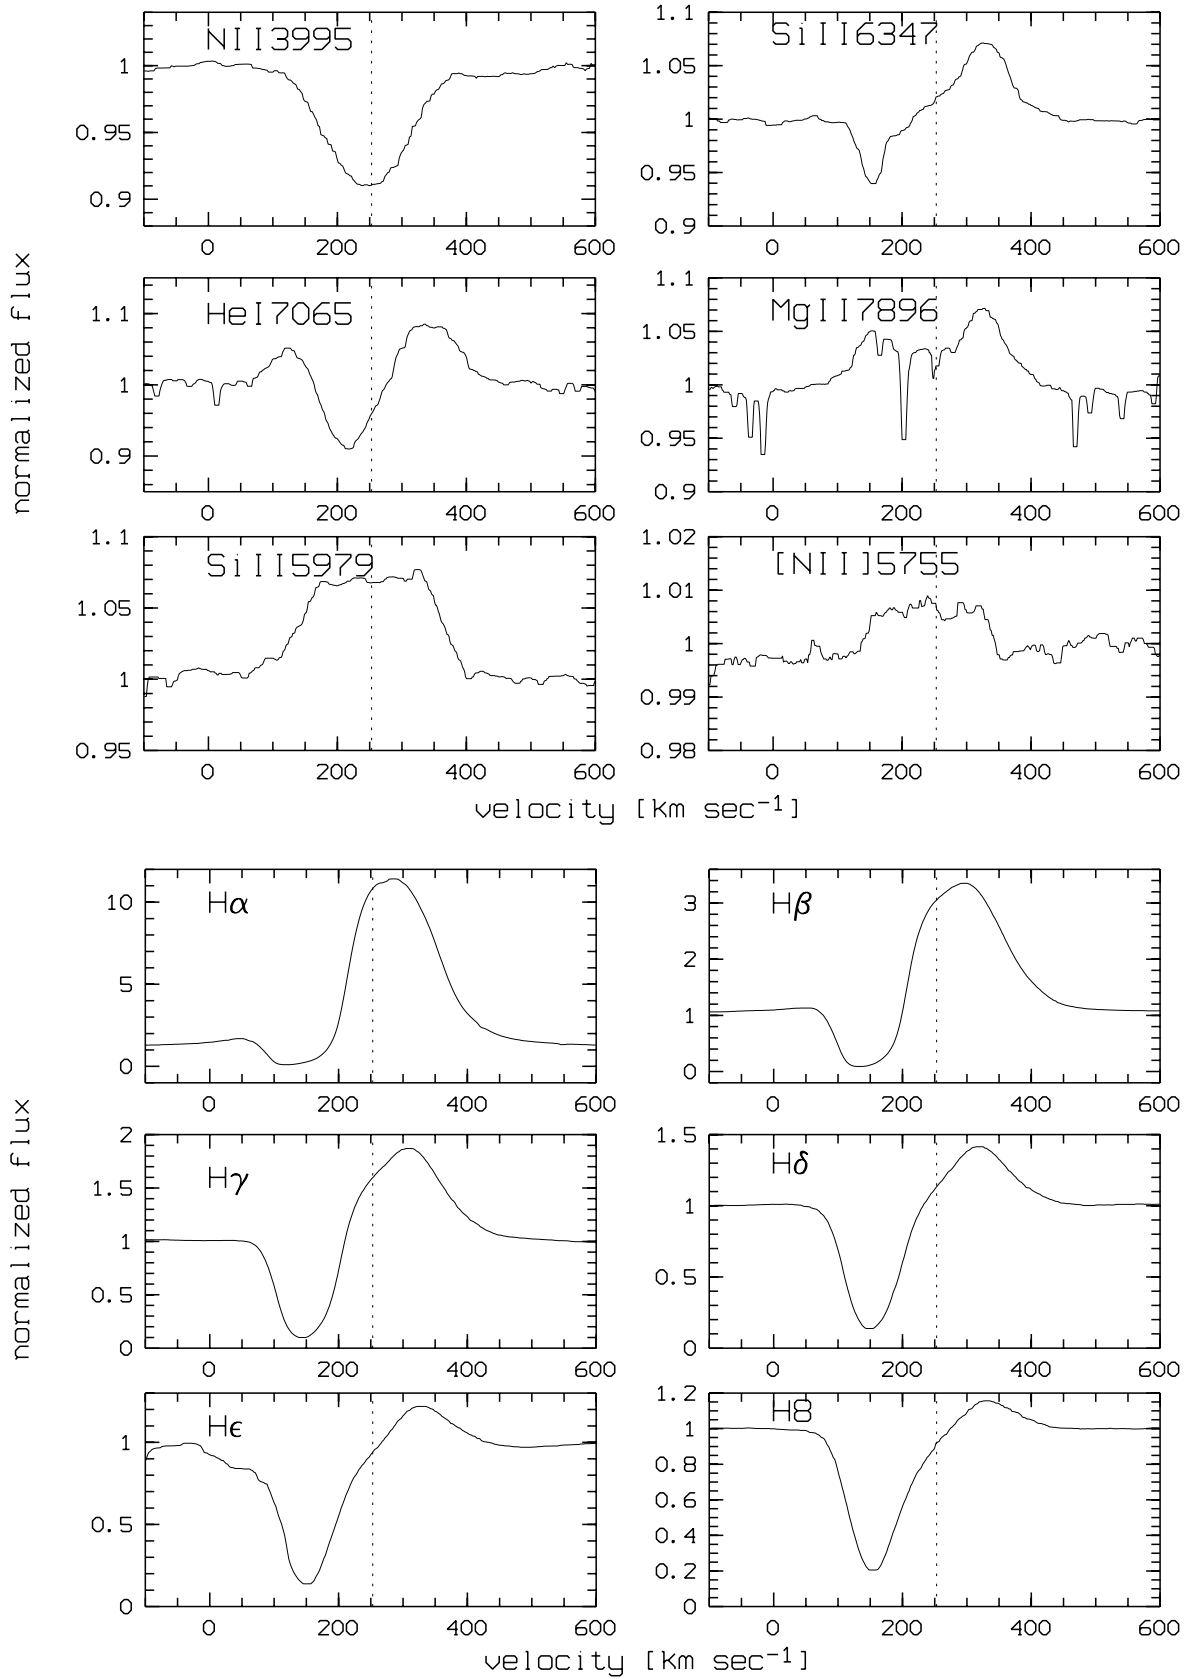 NII3995
1
0.95
0.9
0 200 400 600
SiII6347
1.1
1.05
1
0.95
0.9
0 200 400 600
HeI7065
1.1
1
0.9
0 200 400 600
MgII7896
1.1
1.05
1
0.95
0.9
0 200 400 600
SiII5979
1.1
1.05
1
0.95
0 200 400 600
[NII]5755
1.02
1.01
1
0.99
0.98
0 200 400 600
normalized flux
velocity [km sec⁻¹]
Hα
10
5
0
0 200 400 600
Hβ
3
2
1
0
0 200 400 600
Hγ
2
1.5
1
0.5
0
0 200 400 600
Hδ
1.5
1
0.5
0
0 200 400 600
Hϵ
1
0.5
0
0 200 400 600
H8
1.2
1
0.8
0.6
0.4
0.2
0
0 200 400 600
normalized flux
velocity [km sec⁻¹]